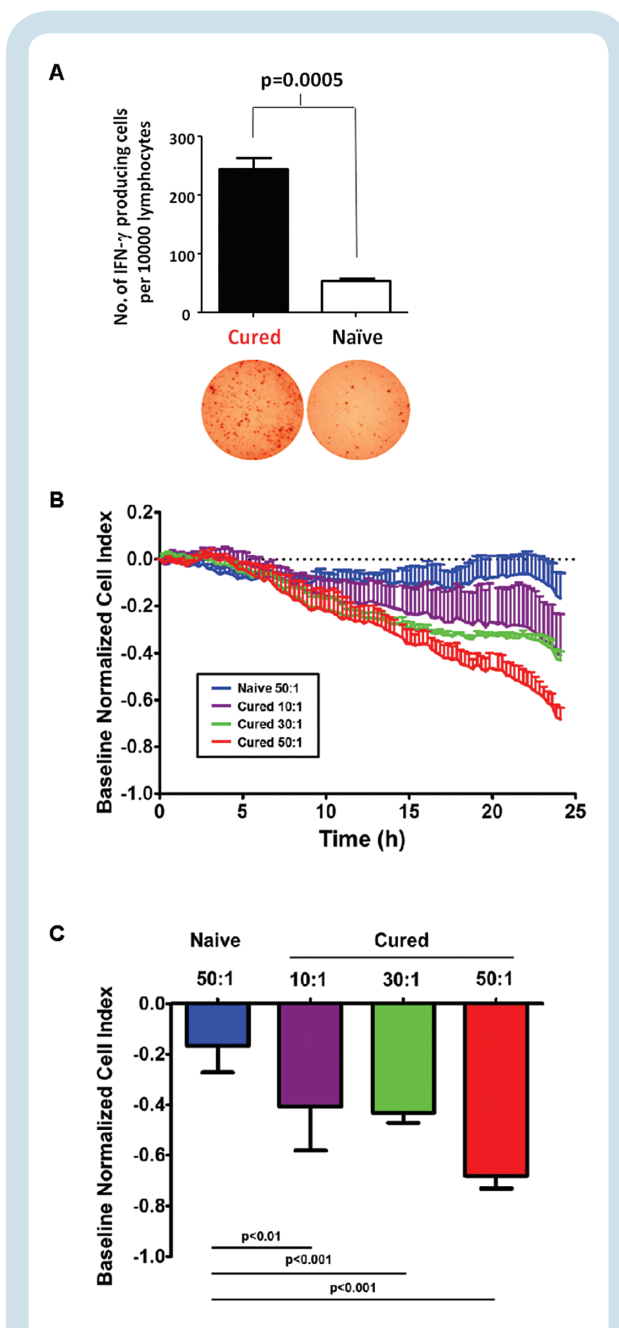 A
p=0.0005
No. of IFN-γ producing cells
per 10000 lymphocytes
300
200
100
0
Cured Naïve
B
Baseline Normalized Cell Index
0.2
0.0
-0.2
-0.4
-0.6
-0.8
-1.0
Naive 50:1
Cured 10:1
Cured 30:1
Cured 50:1
0 5 10 15 20 25
Time (h)
C
Naive Cured
50:1 10:1 30:1 50:1
Baseline Normalized Cell Index
0.0
-0.2
-0.4
-0.6
-0.8
-1.0
p<0.01
p<0.001
p<0.001